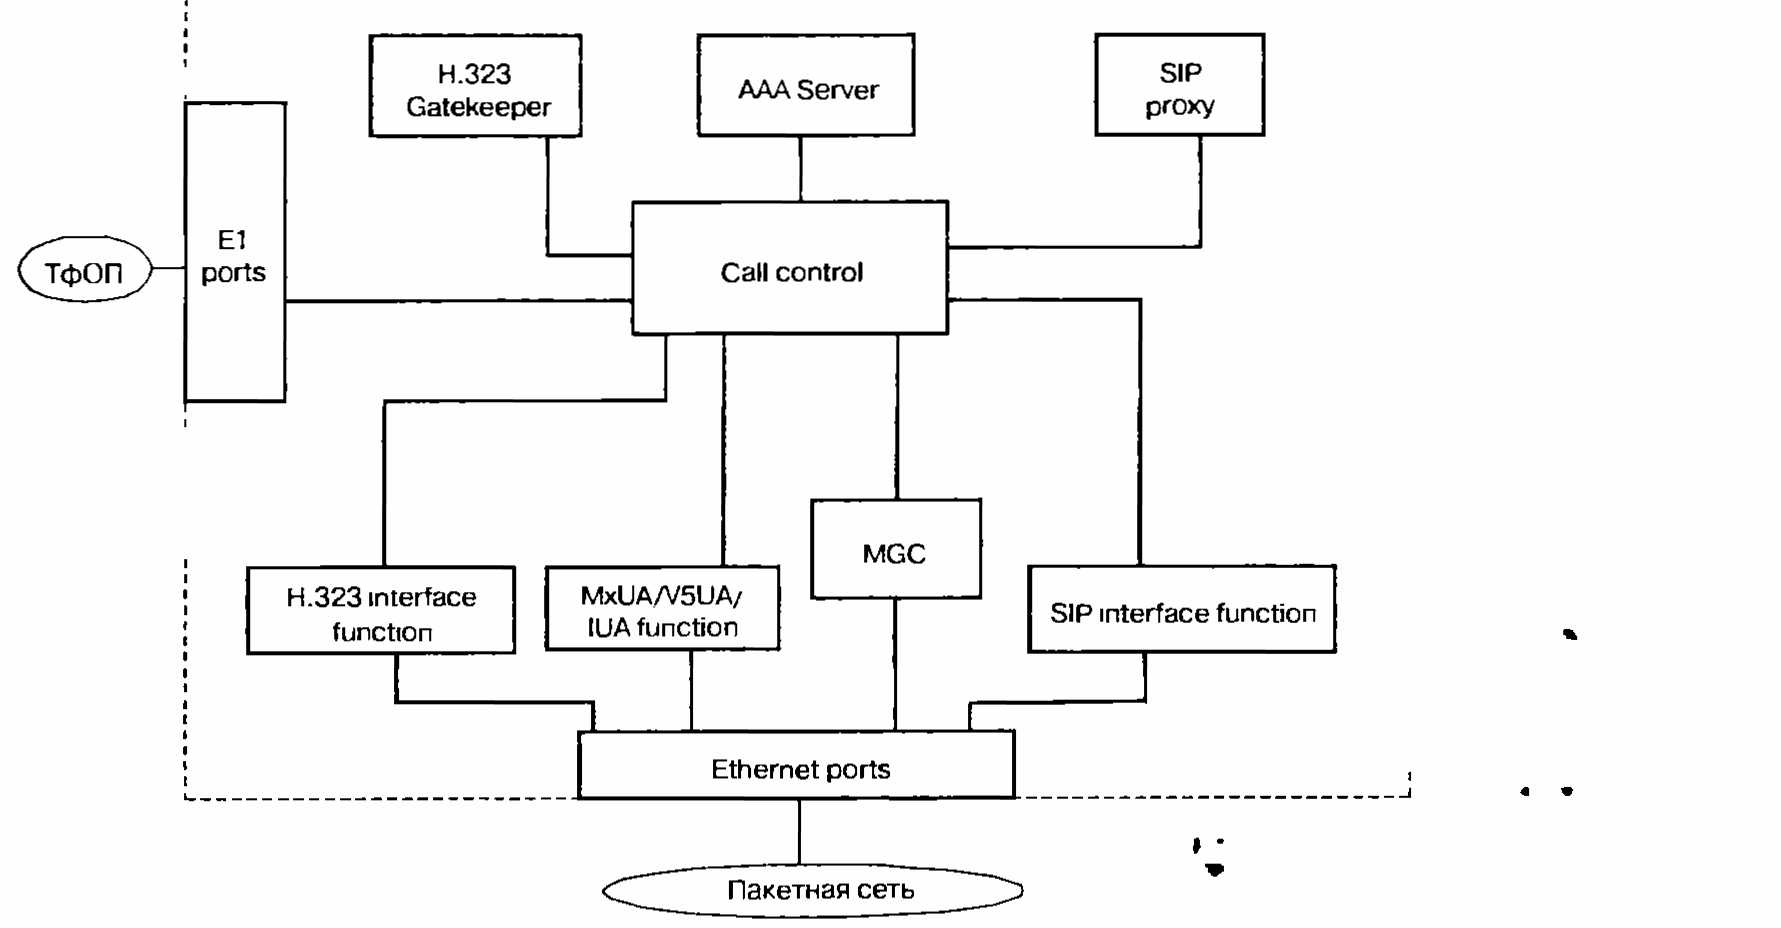 H.323
Gatekeeper
AAA Server
SIP
proxy
E1
ports
ТфОП
Call control
MGC
H.323 interface
function
MxUA/V5UA/
IUA function
SIP interface function
Ethernet ports
Пакетная сеть